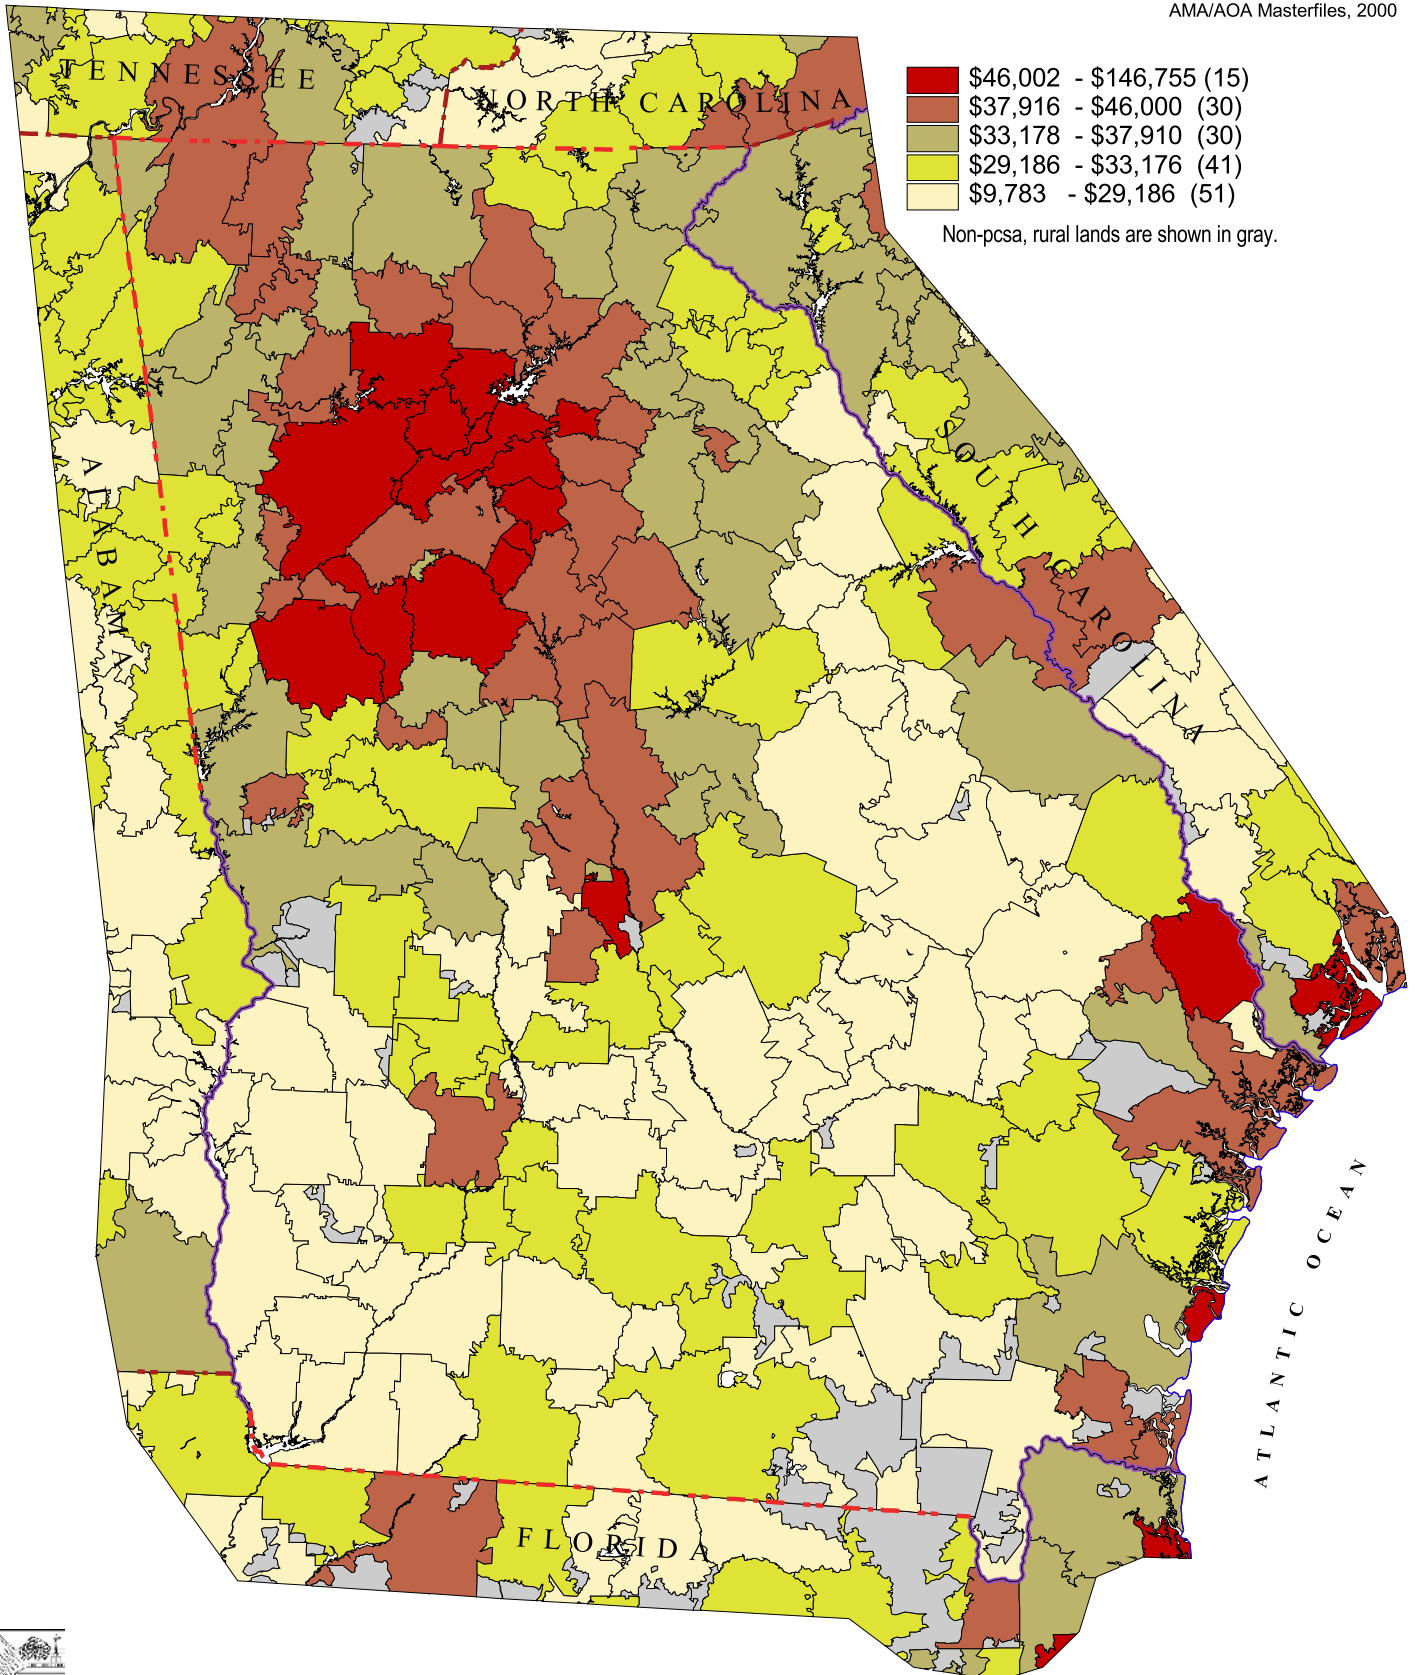 AMA/AOA Masterfiles, 2000
$46,002 - $146,755 (15)
$37,916 - $46,000 (30)
$33,178 - $37,910 (30)
$29,186 - $33,176 (41)
$9,783 - $29,186 (51)
Non-pcsa, rural lands are shown in gray.
TENNESSEE
NORTH CAROLINA
SOUTH CAROLINA
ALABAMA
ATLANTIC OCEAN
FLORIDA